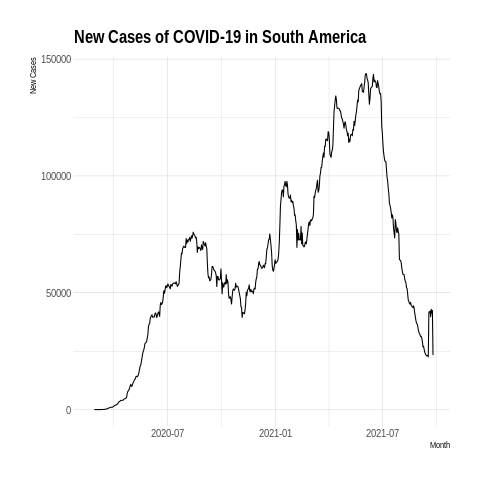 New Cases of COVID-19 in South America
New Cases
150000
100000
50000
0
2020-07
2021-01
2021-07
Month